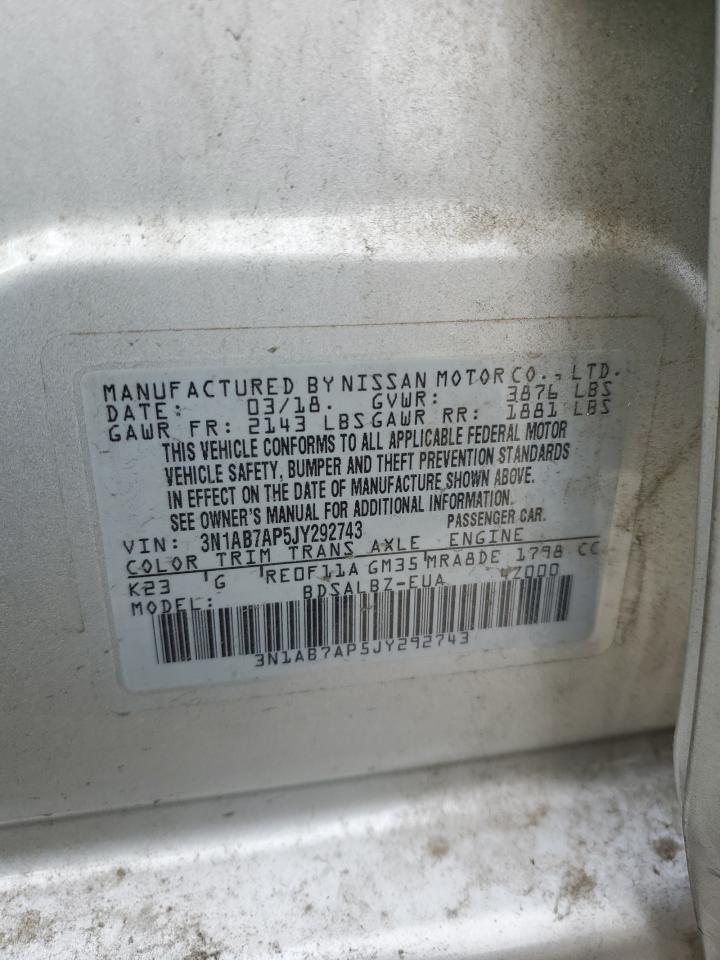 MANUFACTURED BY NISSAN MOTOR CO., LTD.
DATE: 03/18. GVWR: 3876 LBS
GAWR FR: 2143 LBS GAWR RR: 1881 LBS
THIS VEHICLE CONFORMS TO ALL APPLICABLE FEDERAL MOTOR
VEHICLE SAFETY, BUMPER AND THEFT PREVENTION STANDARDS
IN EFFECT ON THE DATE OF MANUFACTURE SHOWN ABOVE.
SEE OWNER'S MANUAL FOR ADDITIONAL INFORMATION.
VIN: 3N1AB7AP5JY292743 PASSENGER CAR.
COLOR TRIM TRANS AXLE ENGINE
K23 G RE0F11A GM35 MRA8DE 1798 CC
MODEL: BDSALBZ-EUA
3N1AB7AP5JY292743